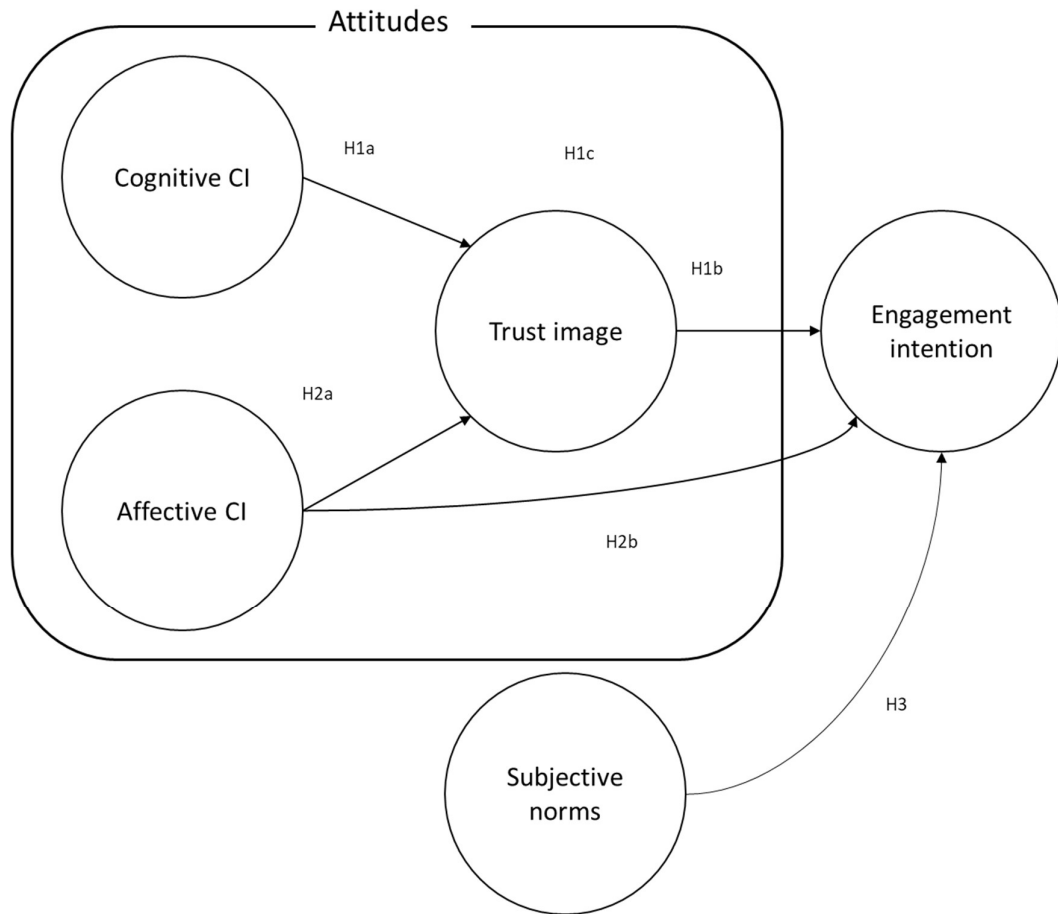 Attitudes
Cognitive CI
H1a
H1c
Trust image
H1b
Engagement
intention
H2a
Affective CI
H2b
H3
Subjective
norms